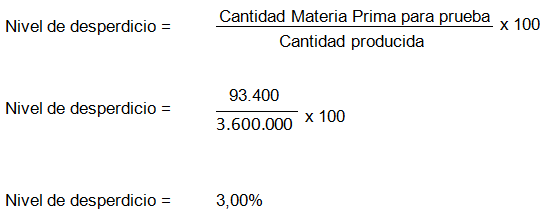 Nivel de desperdicio = Cantidad Materia Prima para prueba x 100
Cantidad producida
Nivel de desperdicio = 93.400 x 100
3.600.000
Nivel de desperdicio = 3,00%